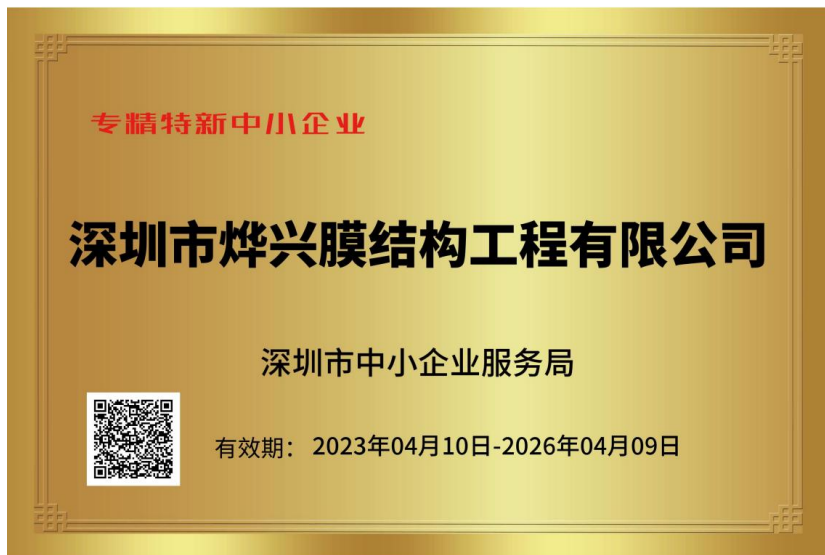 专精特新中小企业
深圳市烨兴膜结构工程有限公司
深圳市中小企业服务局
有效期： 2023年04月10日-2026年04月09日